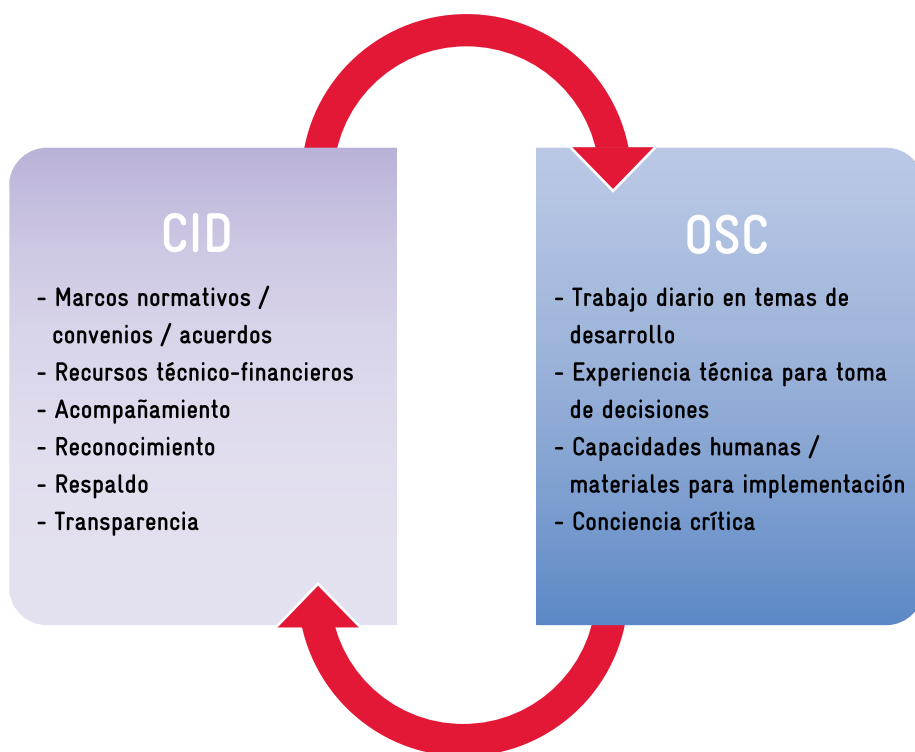 CID
- Marcos normativos /
convenios / acuerdos
- Recursos técnico-financieros
- Acompañamiento
- Reconocimiento
- Respaldo
- Transparencia
OSC
- Trabajo diario en temas de
desarrollo
- Experiencia técnica para toma
de decisiones
- Capacidades humanas /
materiales para implementación
- Conciencia crítica